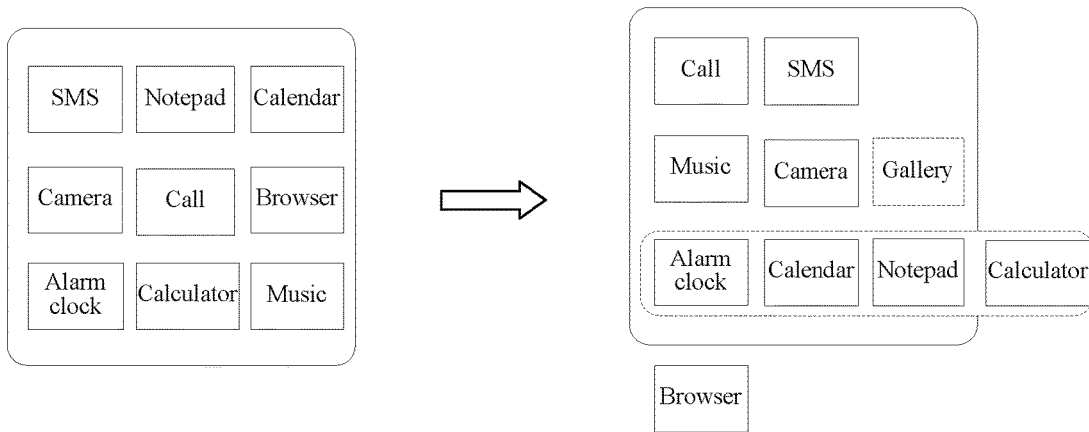 SMS Notepad Calendar
Camera Call Browser
Alarm
clock Calculator Music
Call SMS
Music Camera Gallery
Alarm
clock Calendar Notepad Calculator
Browser